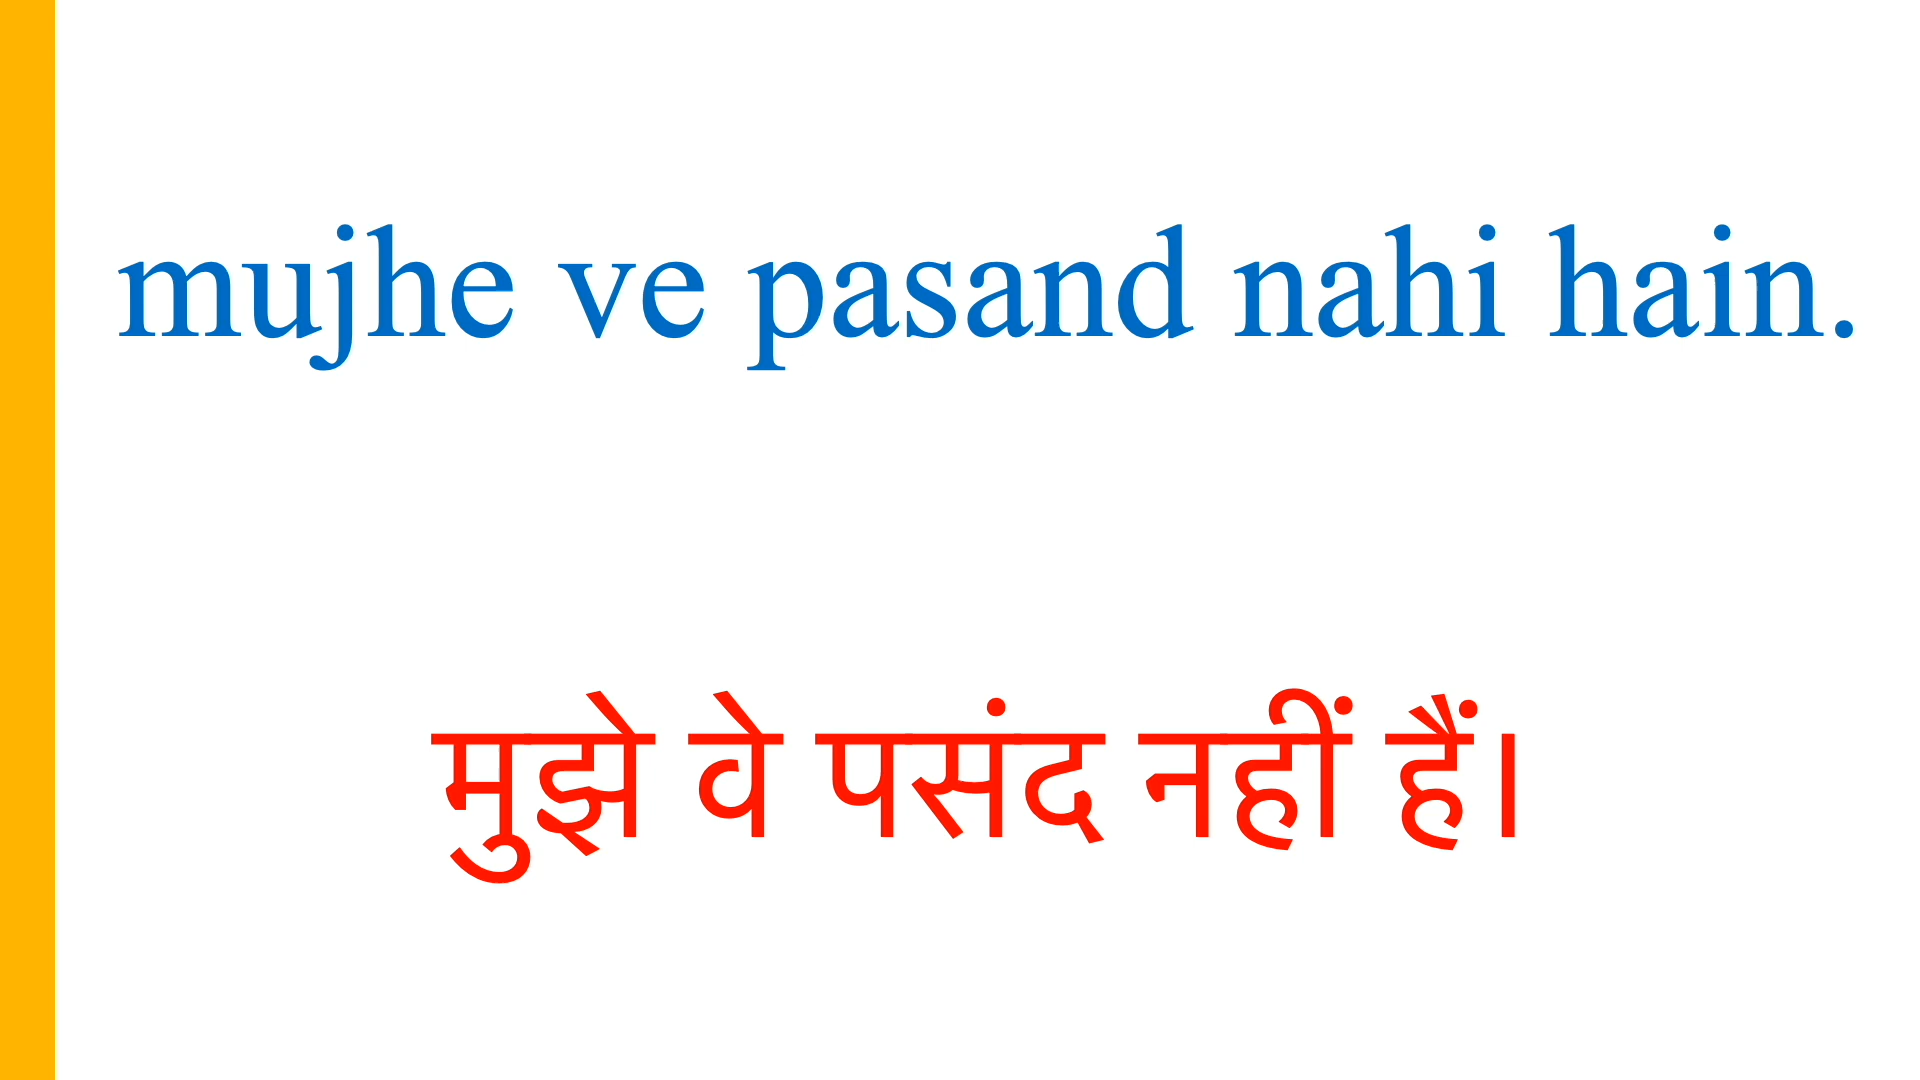 mujhe ve pasand nahi hain.
मुझे वे पसंद नहीं हैं।